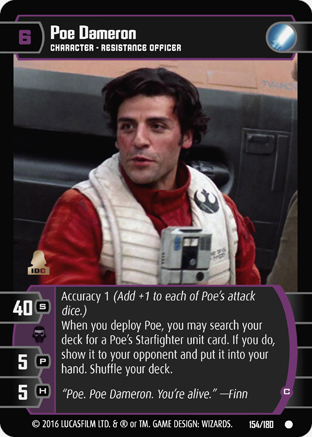 6
Poe Dameron
CHARACTER • RESISTANCE OFFICER
IDC
40 S
5 P
5 H
Accuracy 1 (Add +1 to each of Poe's attack
dice.)
When you deploy Poe, you may search your
deck for a Poe's Starfighter unit card. If you do,
show it to your opponent and put it into your
hand. Shuffle your deck.
"Poe. Poe Dameron. You're alive." —Finn
C
© 2016 LUCASFILM LTD. & ® or TM. GAME DESIGN: WIZARDS. 154/180